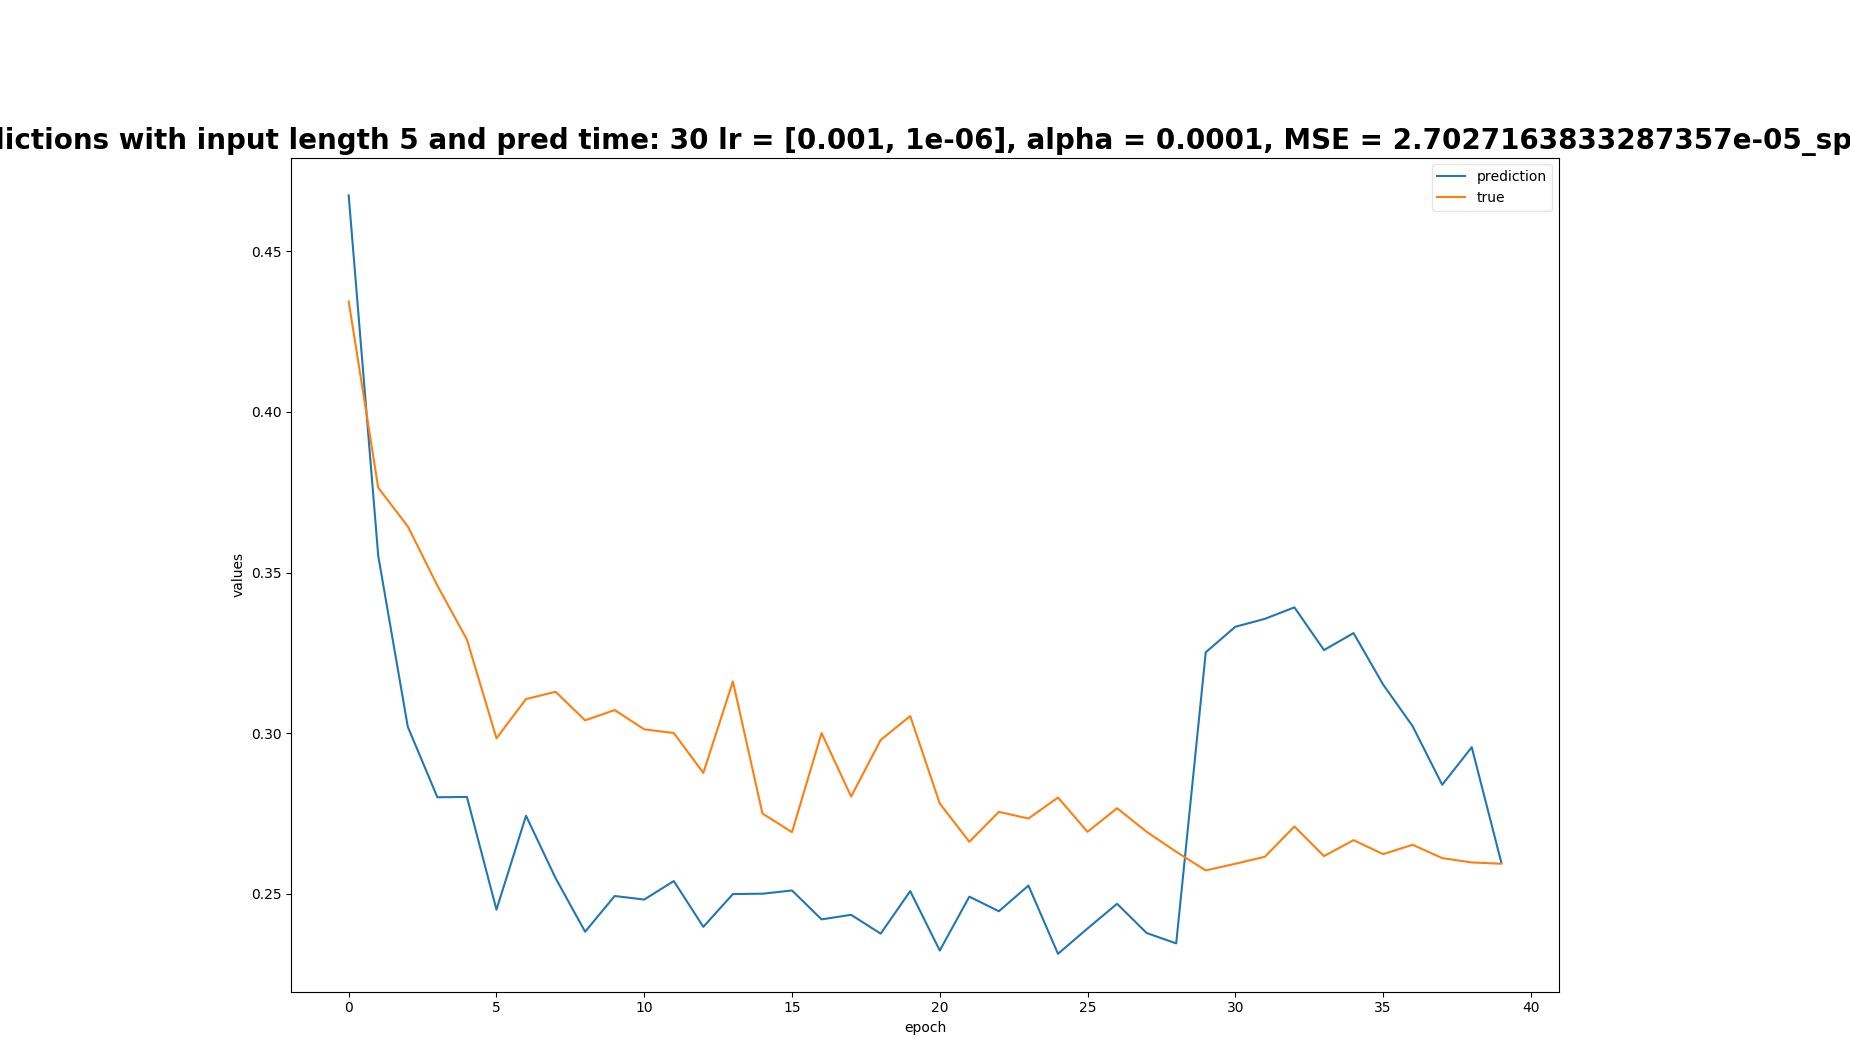 with input length 5 and pred time: 30 lr = [0.001, 1e-06], alpha = 0.0001, MSE = 2.7027163833287357e-05_sp
prediction
true
0.45
0.40
0.35
0.30
0.25
values
0 5 10 15 20 25 30 35 40
epoch